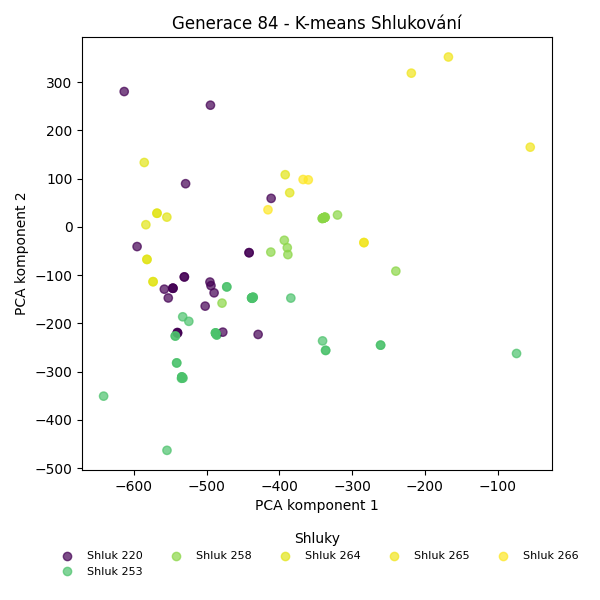 Generace 84 - K-means Shlukování
300
200
100
0
−100
−200
−300
−400
−500
PCA komponent 2
−600 −500 −400 −300 −200 −100
PCA komponent 1
Shluky
Shluk 220 Shluk 258 Shluk 264 Shluk 265 Shluk 266
Shluk 253